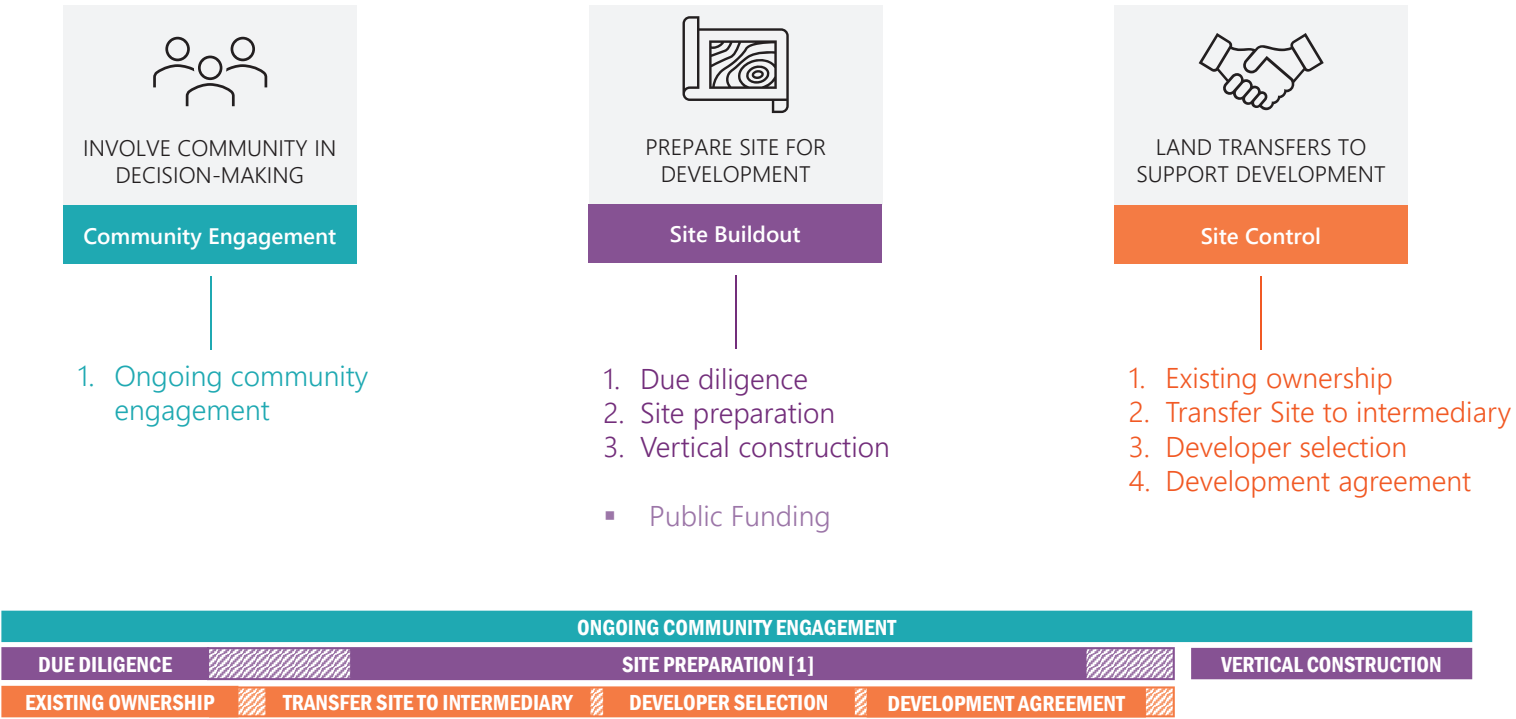 INVOLVE COMMUNITY IN
DECISION-MAKING
Community Engagement
1. Ongoing community
engagement
PREPARE SITE FOR
DEVELOPMENT
Site Buildout
1. Due diligence
2. Site preparation
3. Vertical construction
▪ Public Funding
LAND TRANSFERS TO
SUPPORT DEVELOPMENT
Site Control
1. Existing ownership
2. Transfer Site to intermediary
3. Developer selection
4. Development agreement
ONGOING COMMUNITY ENGAGEMENT
DUE DILIGENCE SITE PREPARATION [1] VERTICAL CONSTRUCTION
EXISTING OWNERSHIP TRANSFER SITE TO INTERMEDIARY DEVELOPER SELECTION DEVELOPMENT AGREEMENT